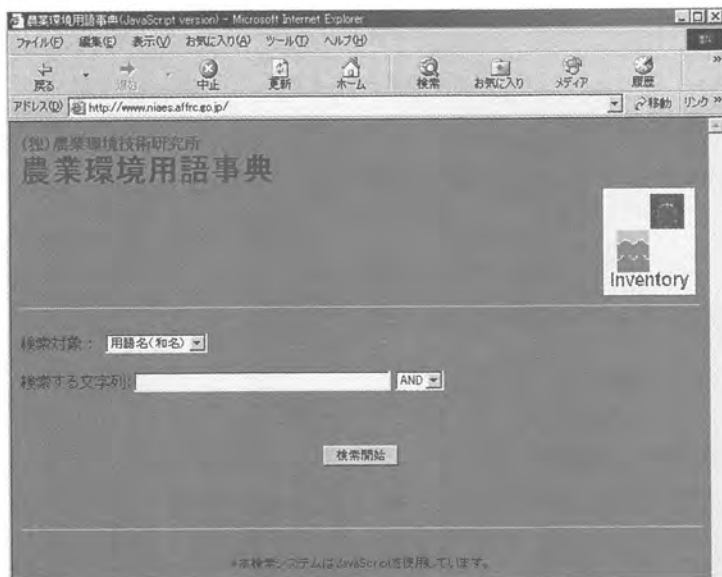 農業環境用語事典(JavaScript version) - Microsoft Internet Explorer
ファイル(F) 編集(E) 表示(V) お気に入り(A) ツール(T) ヘルプ(H)
戻る 進む 中止 更新 ホーム 検索 お気に入り メディア 履歴 »
アドレス(D) http://www.niaes.affrc.go.jp/ 移動 リンク »
(独)農業環境技術研究所
農業環境用語事典
Inventory
検索対象: 用語名(和名)
検索する文字列: AND
検索開始
*本検索システムはJavaScriptを使用しています。